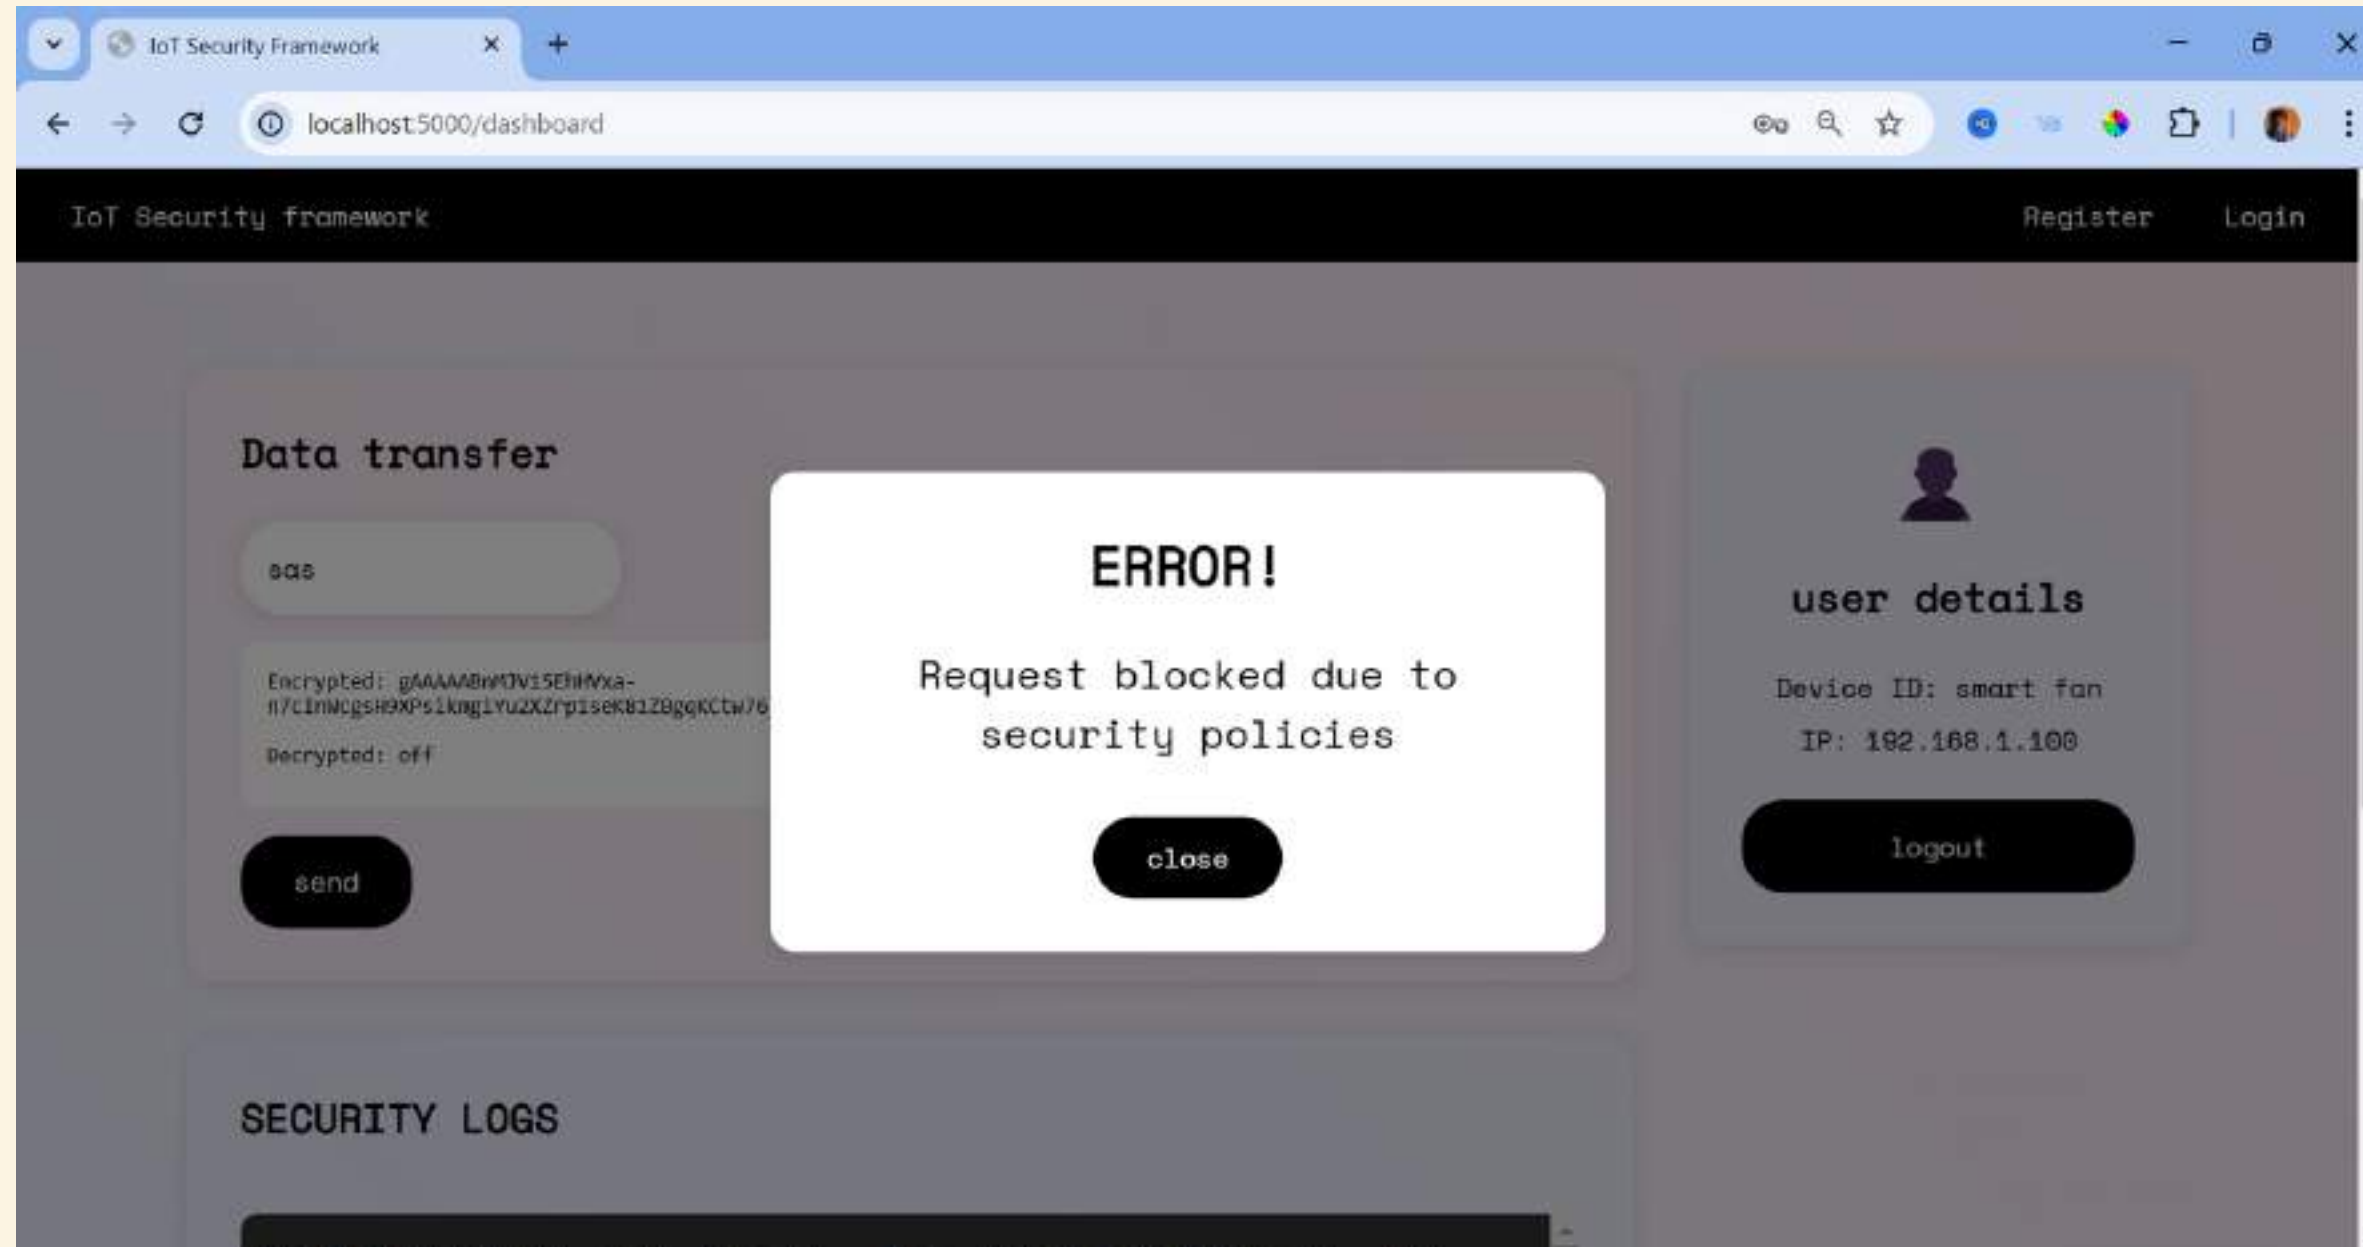 IoT Security Framework
localhost:5000/dashboard
IoT Security framework
Register
Login
Data transfer
sas
Encrypted:
Decrypted: off
send
ERROR!
Request blocked due to
security policies
close
user details
Device ID: smart fan
IP: 192.168.1.100
logout
SECURITY LOGS